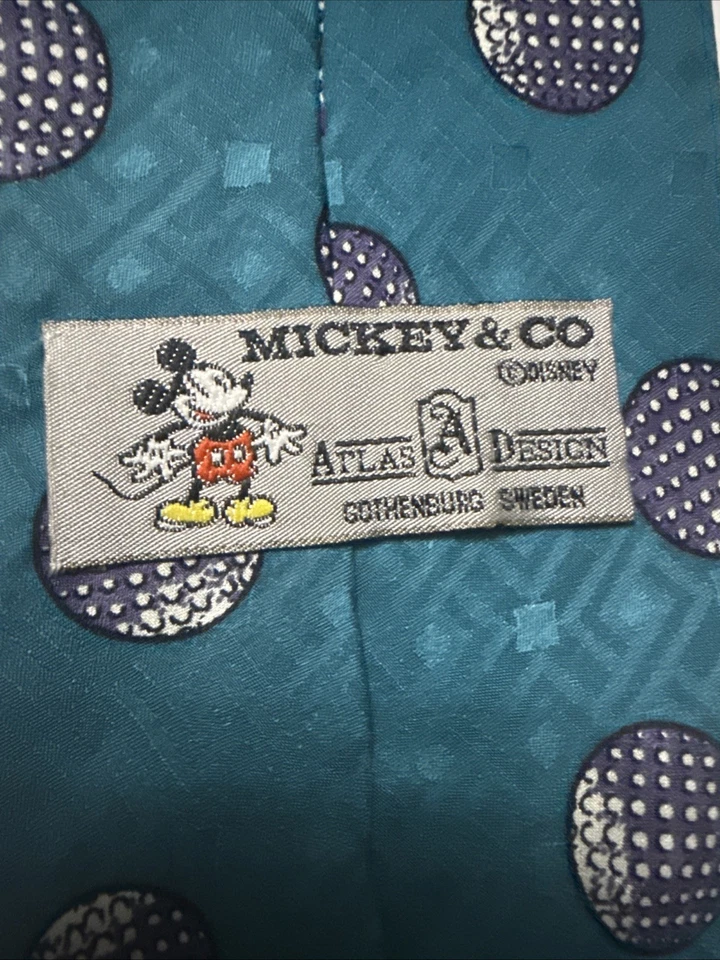 MICKEY & CO
©DISNEY
ATLAS A DESIGN
GOTHENBURG SWEDEN